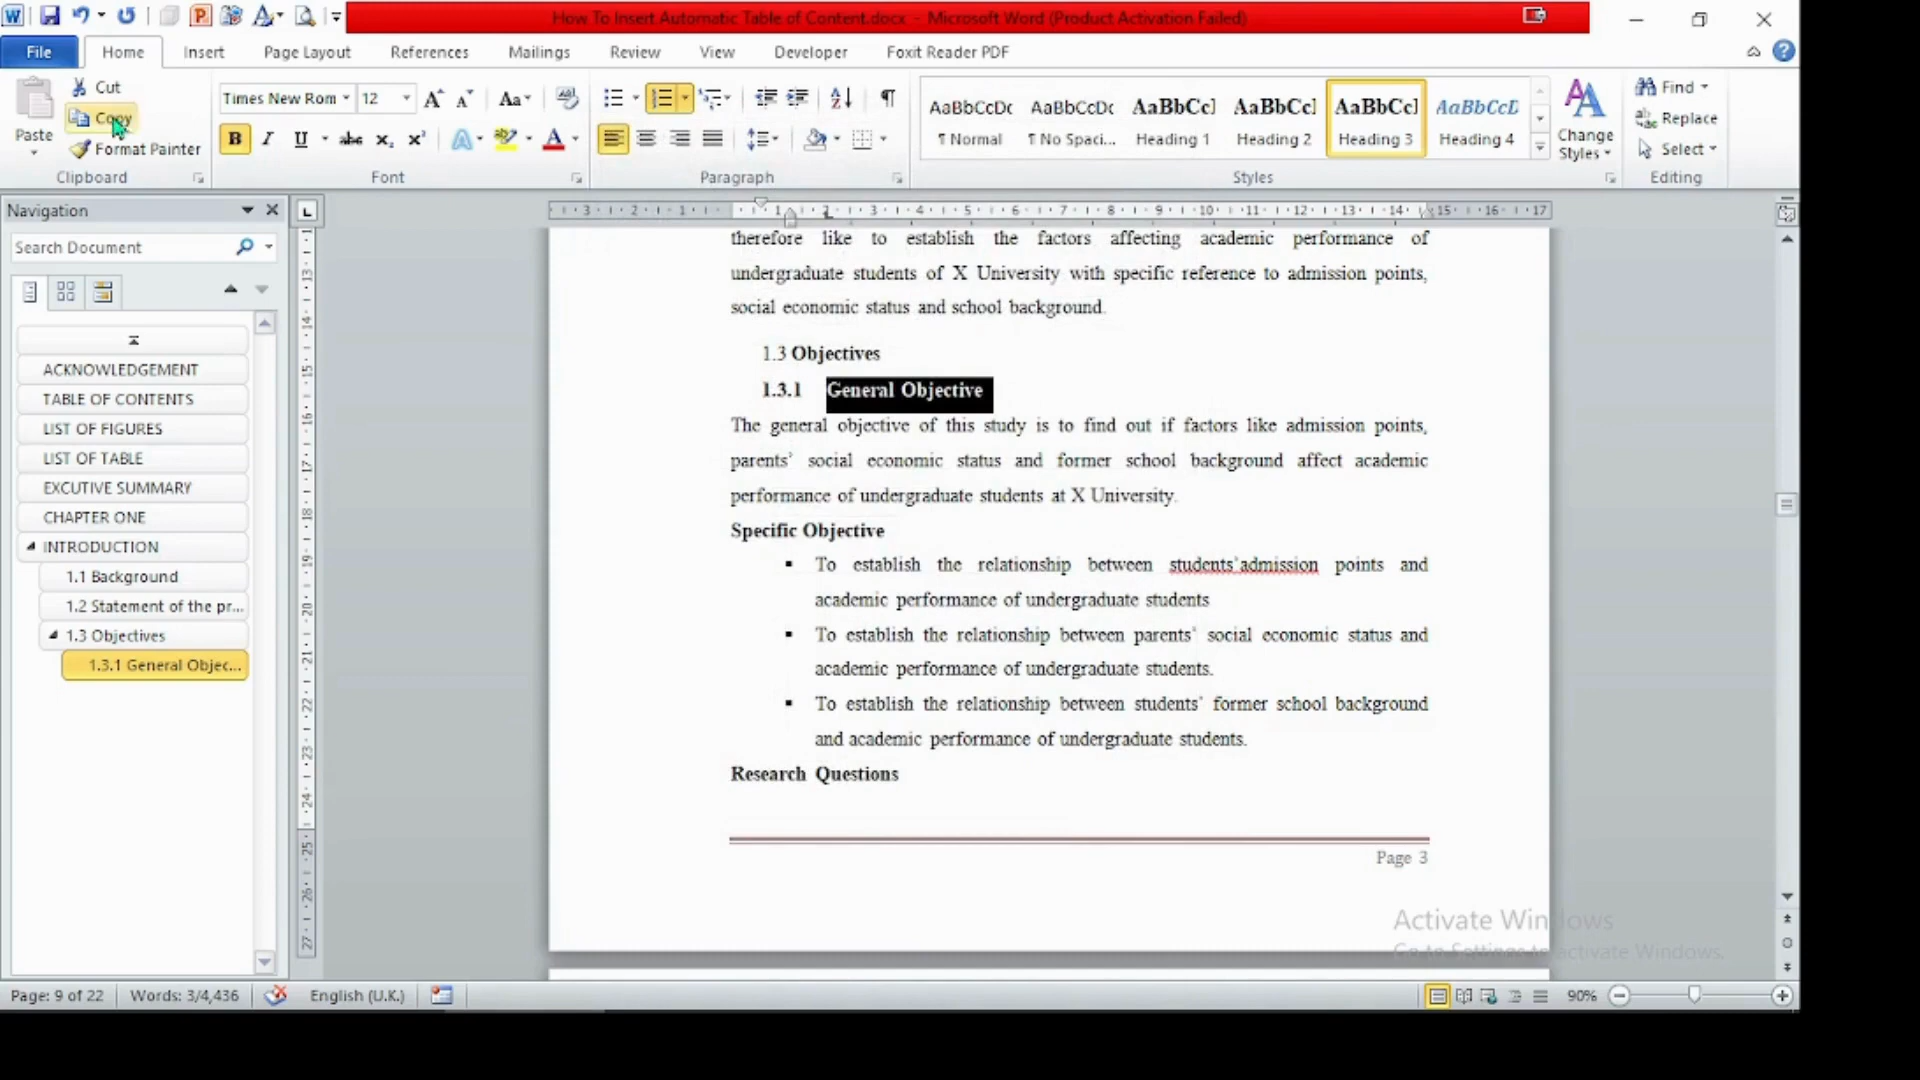 How To Insert Automatic Table of Content.docx - Microsoft Word (Product Activation Failed)
File Home Insert Page Layout References Mailings Review View Developer Foxit Reader PDF
Paste Cut
Copy
Format Painter
Clipboard
Times New Rom 12
Font
Paragraph
AaBbCcDc AaBbCcDc AaBbCc] AaBbCc] AaBbCc] AaBbCcD
¶ Normal ¶ No Spaci... Heading 1 Heading 2 Heading 3 Heading 4
Styles
Change
Styles
Find
Replace
Select
Editing
Navigation
Search Document
ACKNOWLEDGEMENT
TABLE OF CONTENTS
LIST OF FIGURES
LIST OF TABLE
EXCUTIVE SUMMARY
CHAPTER ONE
INTRODUCTION
1.1 Background
1.2 Statement of the pr...
1.3 Objectives
1.3.1 General Objec...
therefore like to establish the factors affecting academic performance of
undergraduate students of X University with specific reference to admission points,
social economic status and school background.
1.3 Objectives
1.3.1 General Objective
The general objective of this study is to find out if factors like admission points,
parents' social economic status and former school background affect academic
performance of undergraduate students at X University.
Specific Objective
▪ To establish the relationship between students'admission points and
academic performance of undergraduate students
▪ To establish the relationship between parents' social economic status and
academic performance of undergraduate students.
▪ To establish the relationship between students' former school background
and academic performance of undergraduate students.
Research Questions
Page 3
Activate Windows
Go to Settings to activate Windows.
Page: 9 of 22 Words: 3/4,436 English (U.K.) 90%